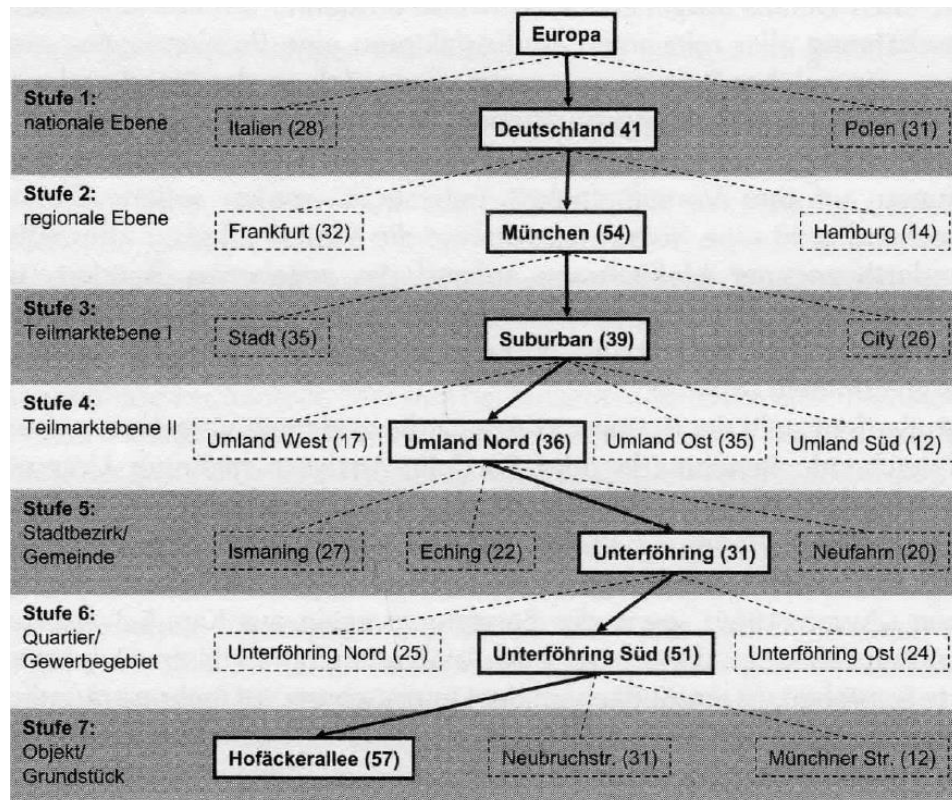 Europa
Stufe 1:
nationale Ebene
Italien (28)
Deutschland 41
Polen (31)
Stufe 2:
regionale Ebene
Frankfurt (32)
München (54)
Hamburg (14)
Stufe 3:
Teilmarktebene I
Stadt (35)
Suburban (39)
City (26)
Stufe 4:
Teilmarktebene II
Umland West (17)
Umland Nord (36)
Umland Ost (35)
Umland Süd (12)
Stufe 5:
Stadtbezirk/
Gemeinde
Ismaning (27)
Eching (22)
Unterföhring (31)
Neufahrn (20)
Stufe 6:
Quartier/
Gewerbegebiet
Unterföhring Nord (25)
Unterföhring Süd (51)
Unterföhring Ost (24)
Stufe 7:
Objekt/
Grundstück
Hofäckerallee (57)
Neubruchstr. (31)
Münchner Str. (12)